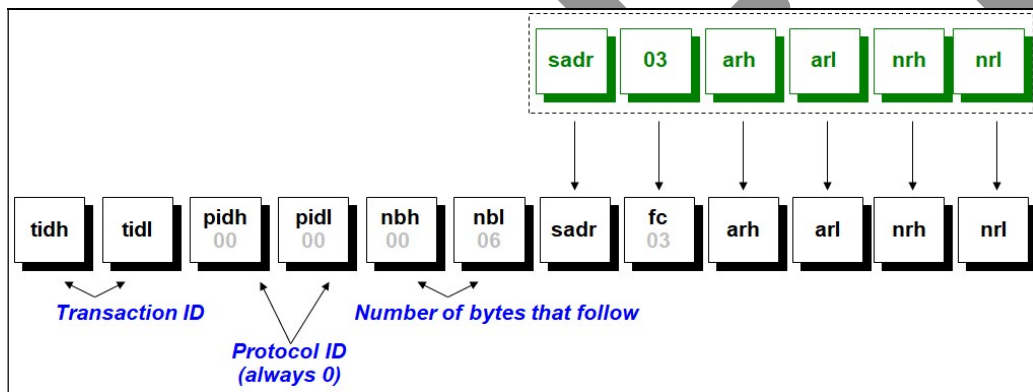 sadr 03 arh arl nrh nrl
tidh tidl pidh pidl nbh nbl sadr fc arh arl nrh nrl
00 00 00 06 03
Transaction ID Number of bytes that follow
Protocol ID
(always 0)